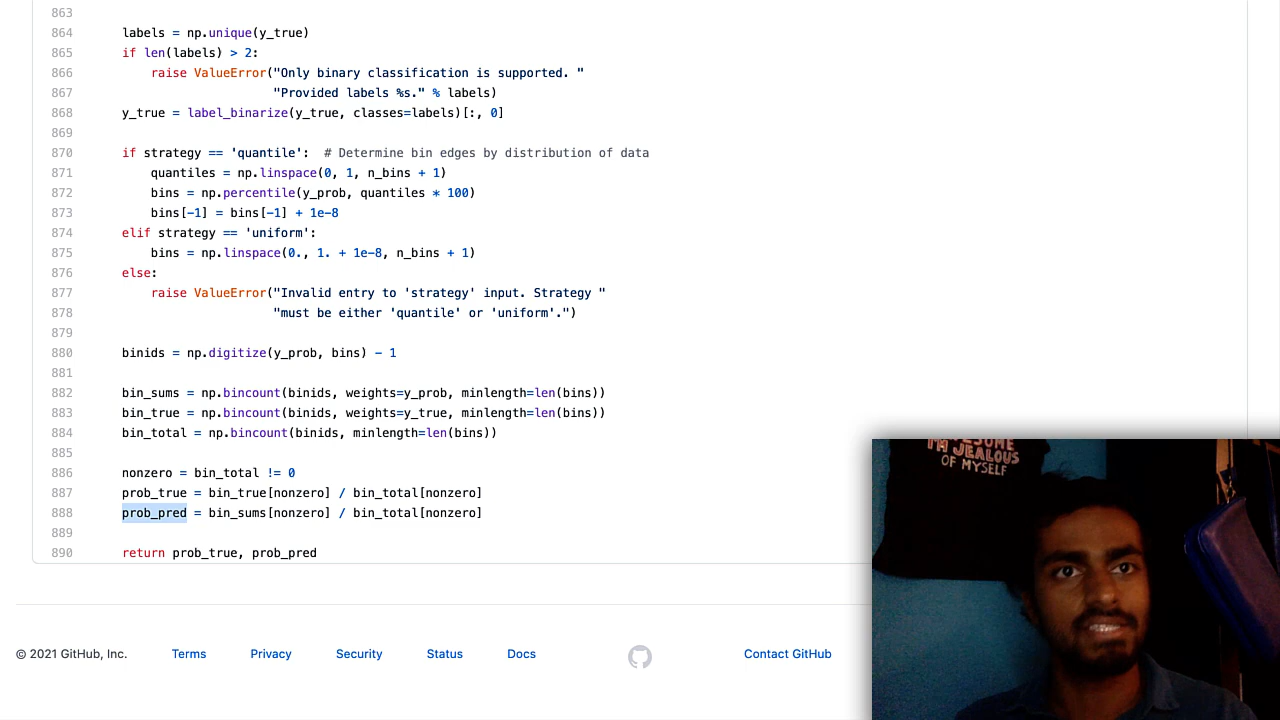 863
864 labels = np.unique(y_true)
865 if len(labels) > 2:
866 raise ValueError("Only binary classification is supported. "
867 "Provided labels %s." % labels)
868 y_true = label_binarize(y_true, classes=labels)[:, 0]
869
870 if strategy == 'quantile':  # Determine bin edges by distribution of data
871 quantiles = np.linspace(0, 1, n_bins + 1)
872 bins = np.percentile(y_prob, quantiles * 100)
873 bins[-1] = bins[-1] + 1e-8
874 elif strategy == 'uniform':
875 bins = np.linspace(0., 1. + 1e-8, n_bins + 1)
876 else:
877 raise ValueError("Invalid entry to 'strategy' input. Strategy "
878 "must be either 'quantile' or 'uniform'.")
879
880 binids = np.digitize(y_prob, bins) - 1
881
882 bin_sums = np.bincount(binids, weights=y_prob, minlength=len(bins))
883 bin_true = np.bincount(binids, weights=y_true, minlength=len(bins))
884 bin_total = np.bincount(binids, minlength=len(bins))
885
886 nonzero = bin_total != 0
887 prob_true = bin_true[nonzero] / bin_total[nonzero]
888 prob_pred = bin_sums[nonzero] / bin_total[nonzero]
889
890 return prob_true, prob_pred
© 2021 GitHub, Inc. Terms Privacy Security Status Docs Contact GitHub
I'M JEALOUS
OF MYSELF